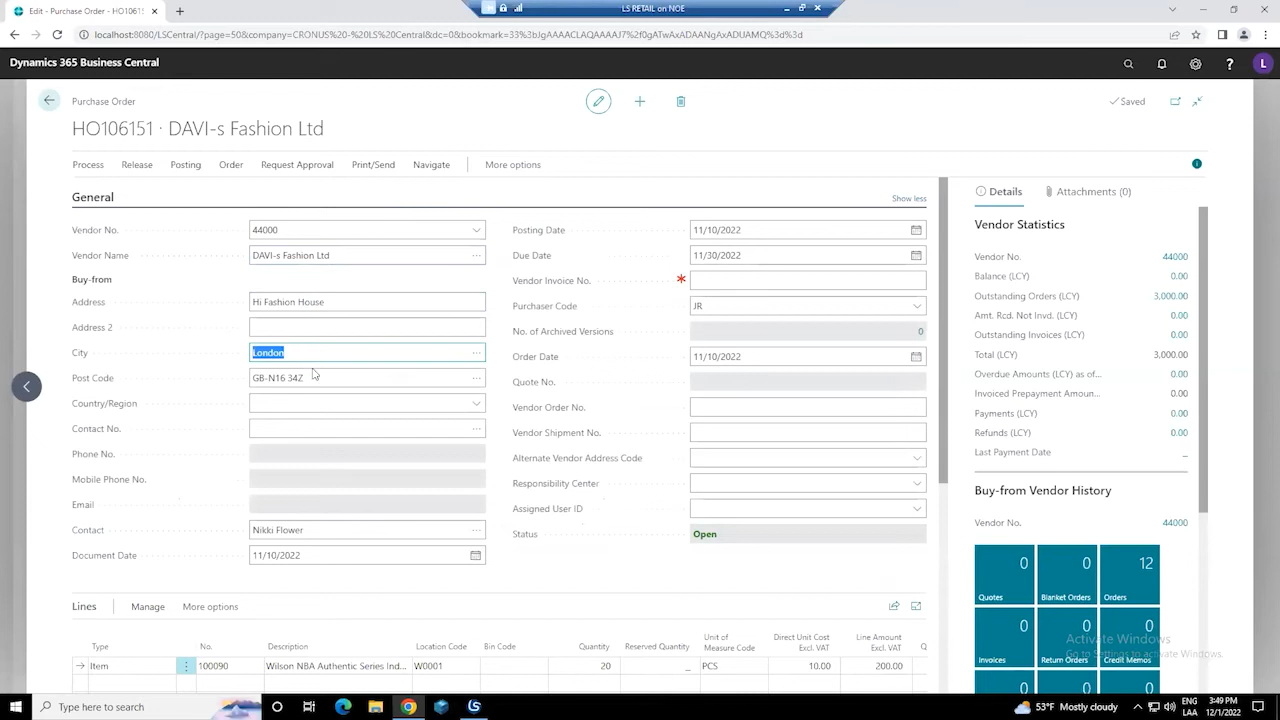 Edit - Purchase Order - HO10615
LS RETAIL on NOE
localhost:8080/LSCentral/?page=50&company=CRONUS%20-%20LS%20Central&dc=0&bookmark=33%3bJgAAAACLAQAAAAJ7%2f0gATwAxADAANgAxADUAMQ%3d%3d
Dynamics 365 Business Central
L
Purchase Order
Saved
HO106151 · DAVI-s Fashion Ltd
Process
Release
Posting
Order
Request Approval
Print/Send
Navigate
More options
General
Show less
Vendor No.
44000
Vendor Name
DAVI-s Fashion Ltd
Buy-from
Address
Hi Fashion House
Address 2
City
London
Post Code
GB-N16 34Z
Country/Region
Contact No.
Phone No.
Mobile Phone No.
Email
Contact
Nikki Flower
Document Date
11/10/2022
Posting Date
11/10/2022
Due Date
11/30/2022
Vendor Invoice No.
*
Purchaser Code
JR
No. of Archived Versions
0
Order Date
11/10/2022
Quote No.
Vendor Order No.
Vendor Shipment No.
Alternate Vendor Address Code
Responsibility Center
Assigned User ID
Status
Open
Details
Attachments (0)
Vendor Statistics
Vendor No.
44000
Balance (LCY)
0.00
Outstanding Orders (LCY)
3,000.00
Amt. Rcd. Not Invd. (LCY)
0.00
Outstanding Invoices (LCY)
0.00
Total (LCY)
3,000.00
Overdue Amounts (LCY) as of...
0.00
Invoiced Prepayment Amoun...
0.00
Payments (LCY)
0.00
Refunds (LCY)
0.00
Last Payment Date
_
Buy-from Vendor History
Vendor No.
44000
0
Quotes
0
Blanket Orders
12
Orders
0
Invoices
0
Return Orders
0
Credit Memos
0
0
0
Activate Windows
Go to Settings to activate Windows.
Lines
Manage
More options
Type
No.
Description
Location Code
Bin Code
Quantity
Reserved Quantity
Unit of
Measure Code
Direct Unit Cost
Excl. VAT
Line Amount
Excl. VAT
Q
Item
100090
Wilson NBA Authentic Series Ind...
W0001
20
_
PCS
10.00
200.00
Type here to search
53°F Mostly cloudy
ENG
LAA
3:49 PM
12/1/2022